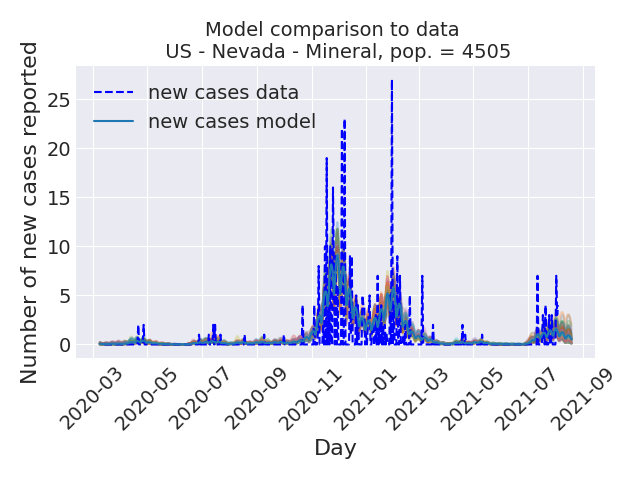 Model comparison to data
US - Nevada - Mineral, pop. = 4505
Number of new cases reported
25
20
15
10
5
0
new cases data
new cases model
2020-03
2020-05
2020-07
2020-09
2020-11
2021-01
2021-03
2021-05
2021-07
2021-09
Day